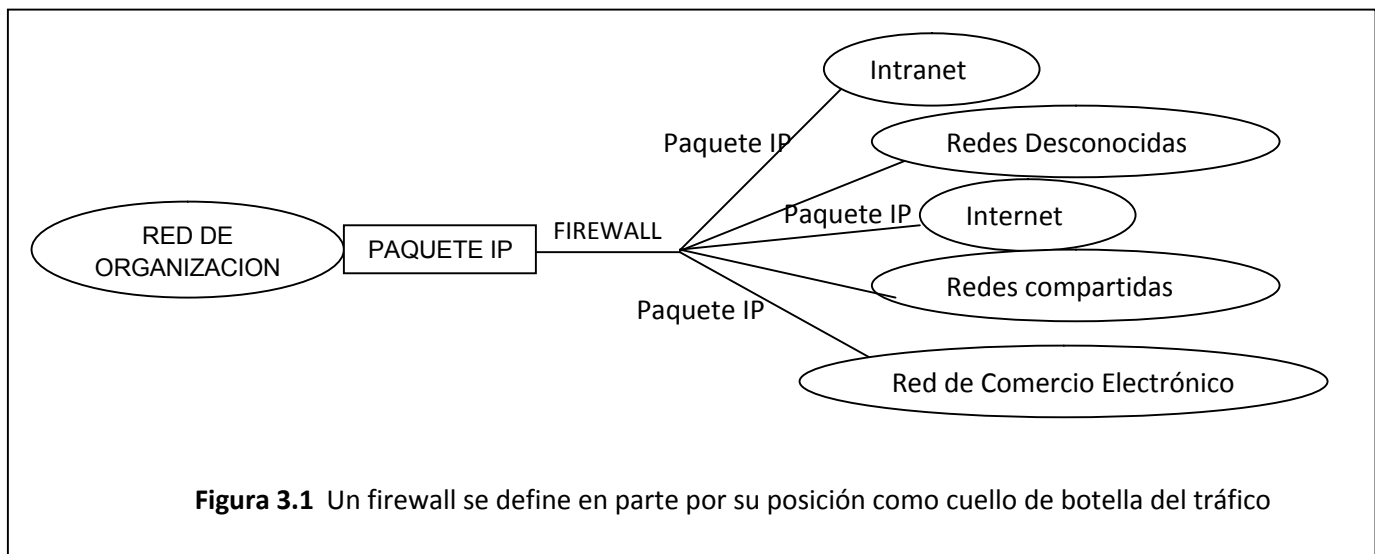 Intranet
Paquete IP
Redes Desconocidas
Paquete IP
Internet
RED DE
ORGANIZACION
PAQUETE IP
FIREWALL
Redes compartidas
Paquete IP
Red de Comercio Electrónico
Figura 3.1 Un firewall se define en parte por su posición como cuello de botella del tráfico